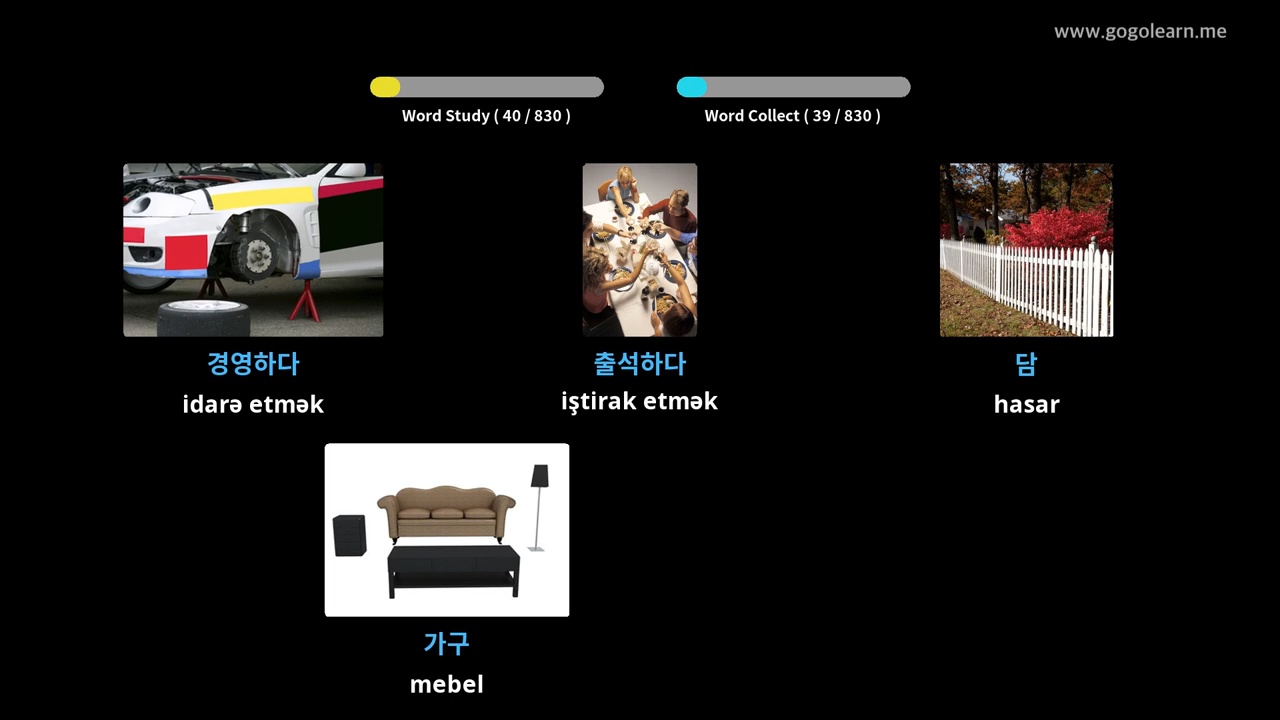 www.gogolearn.me
Word Study ( 40 / 830 )
Word Collect ( 39 / 830 )
경영하다
idarə etmək
출석하다
iştirak etmək
담
hasar
가구
mebel